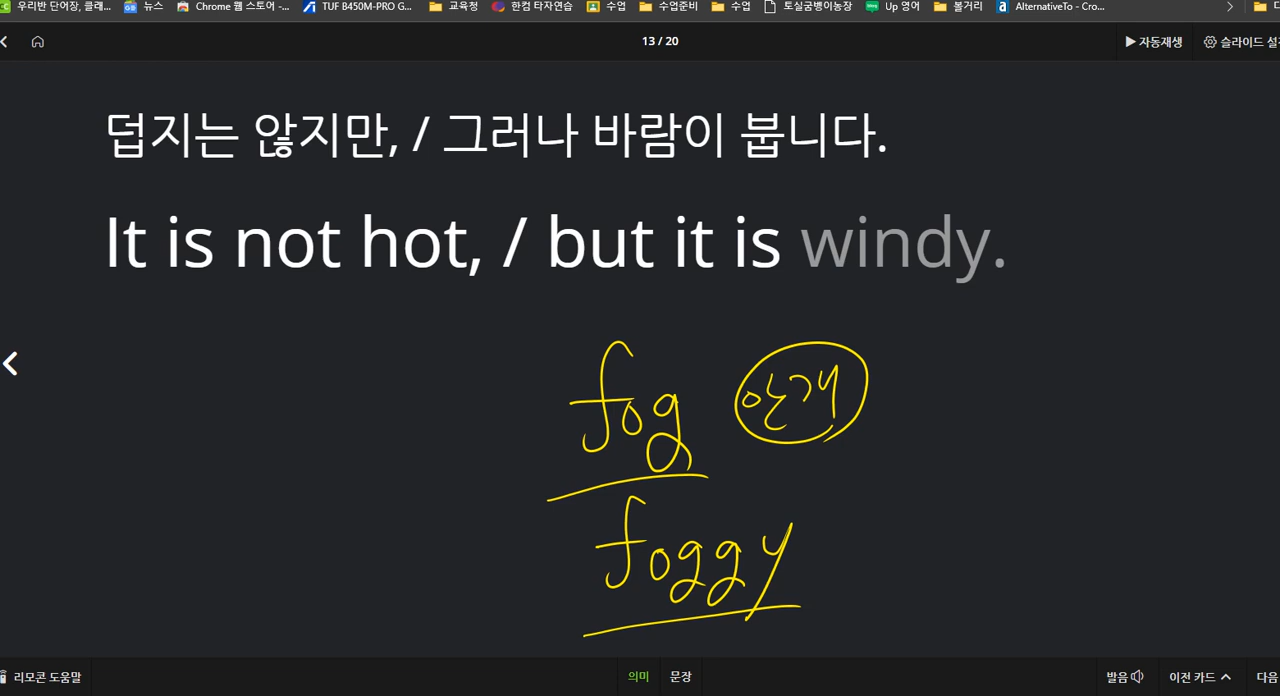 우리반 단어장, 클래... 뉴스 Chrome 웹 스토어 -... TUF B450M-PRO G... 교육청 한컴 타자연습 수업 수업준비 수업 토실굼벵이농장 Up 영어 볼거리 AlternativeTo - Cro...
13 / 20 자동재생 슬라이드 설
덥지는 않지만, / 그러나 바람이 붑니다.
It is not hot, / but it is windy.
fog 안개
foggy
리모콘 도움말 의미 문장 발음 이전 카드 다음